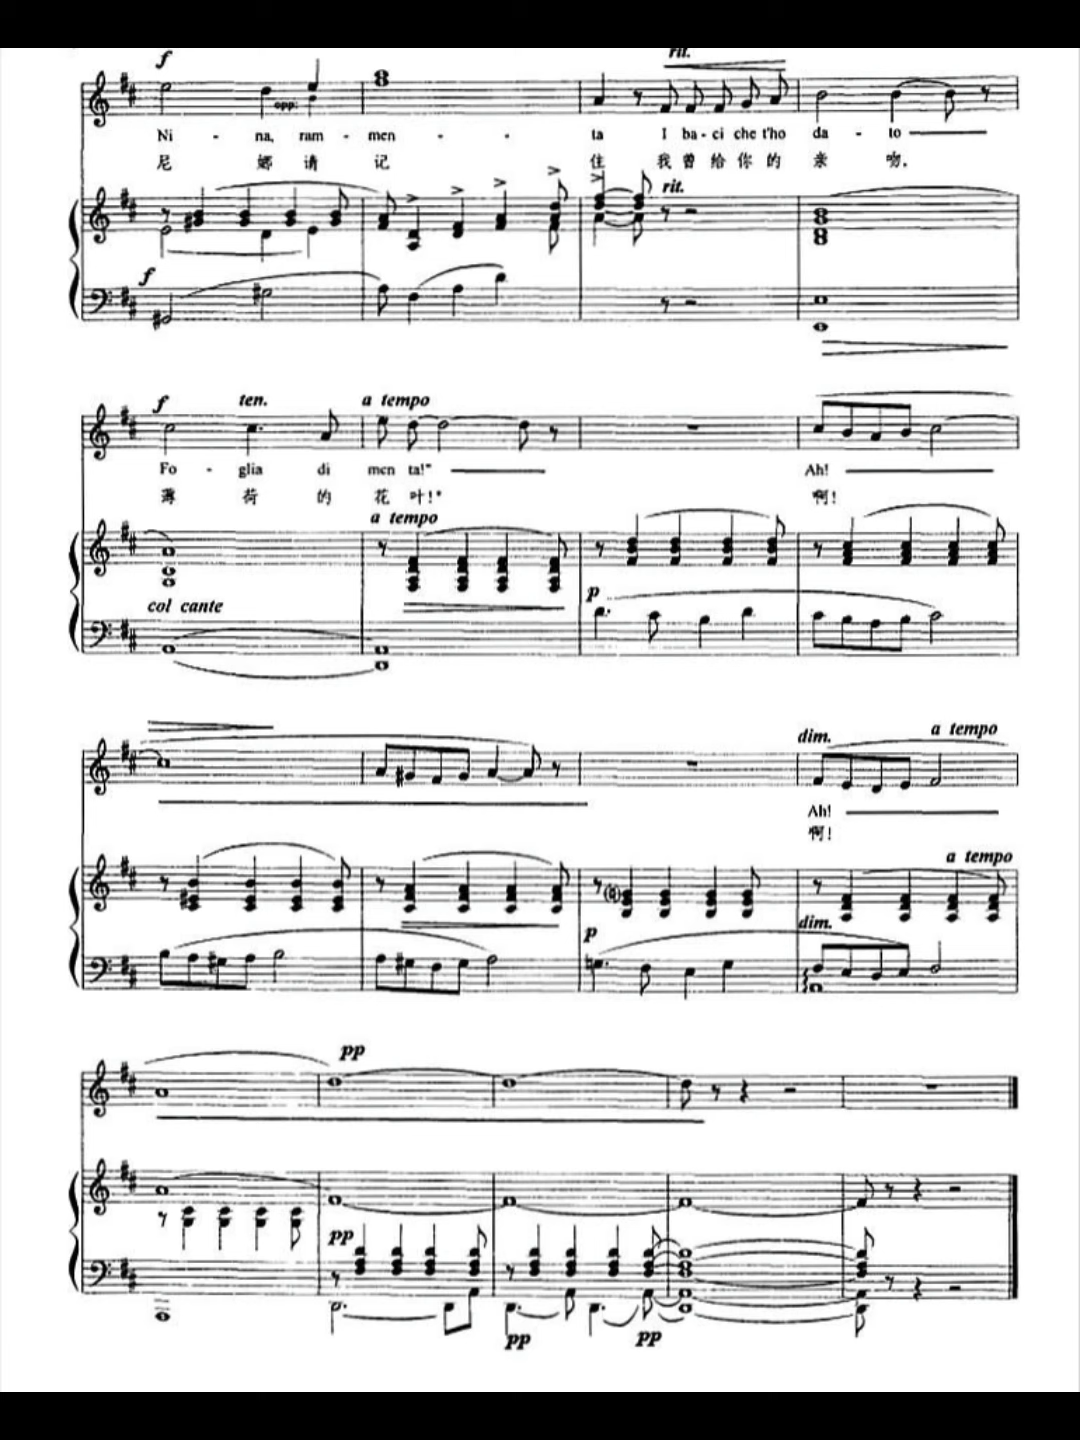 f rit.
opp:
Ni - na, ram - men - - ta I ba - ci che t'ho da - to
尼 娜 请 记 住 我 曾 给 你 的 亲 吻,
rit.
f
f ten. a tempo
Fo - glia di men ta!"
薄 荷 的 花 叶!"
Ah!
啊!
a tempo
col cante
p
dim. a tempo
Ah!
啊!
a tempo
p
dim.
pp
pp
pp pp